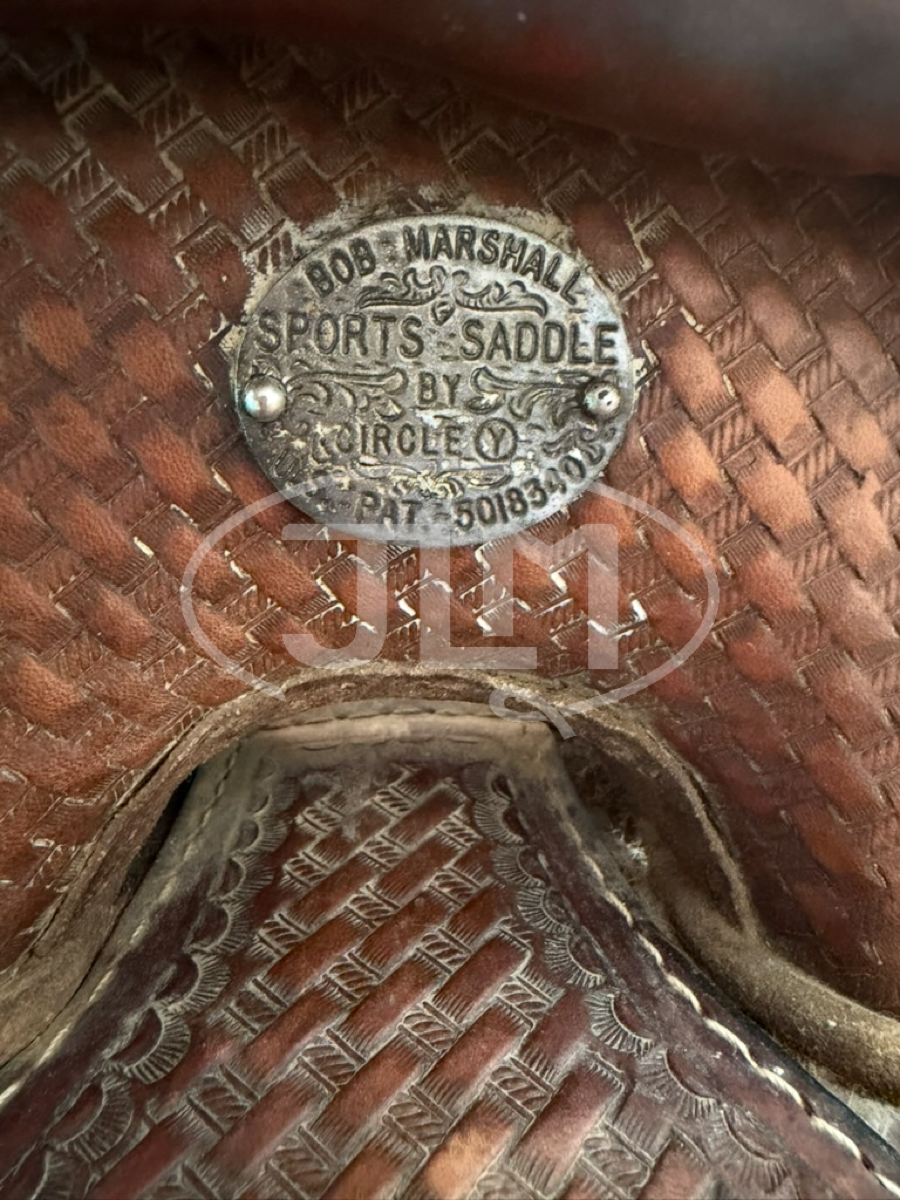 BOB MARSHALL
SPORTS SADDLE
BY
CIRCLE Y
PAT. 5018340
JLM